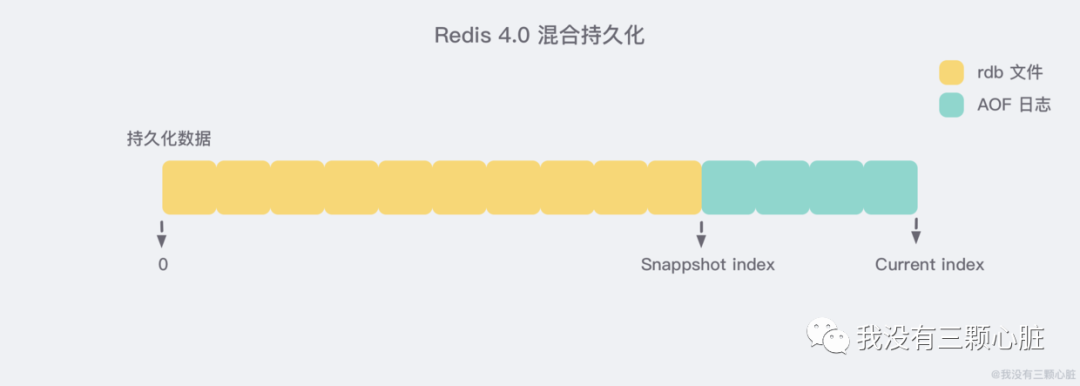 Redis 4.0 混合持久化
rdb 文件
AOF 日志
持久化数据
0
Snappshot index
Current index
我没有三颗心脏
@我没有三颗心脏